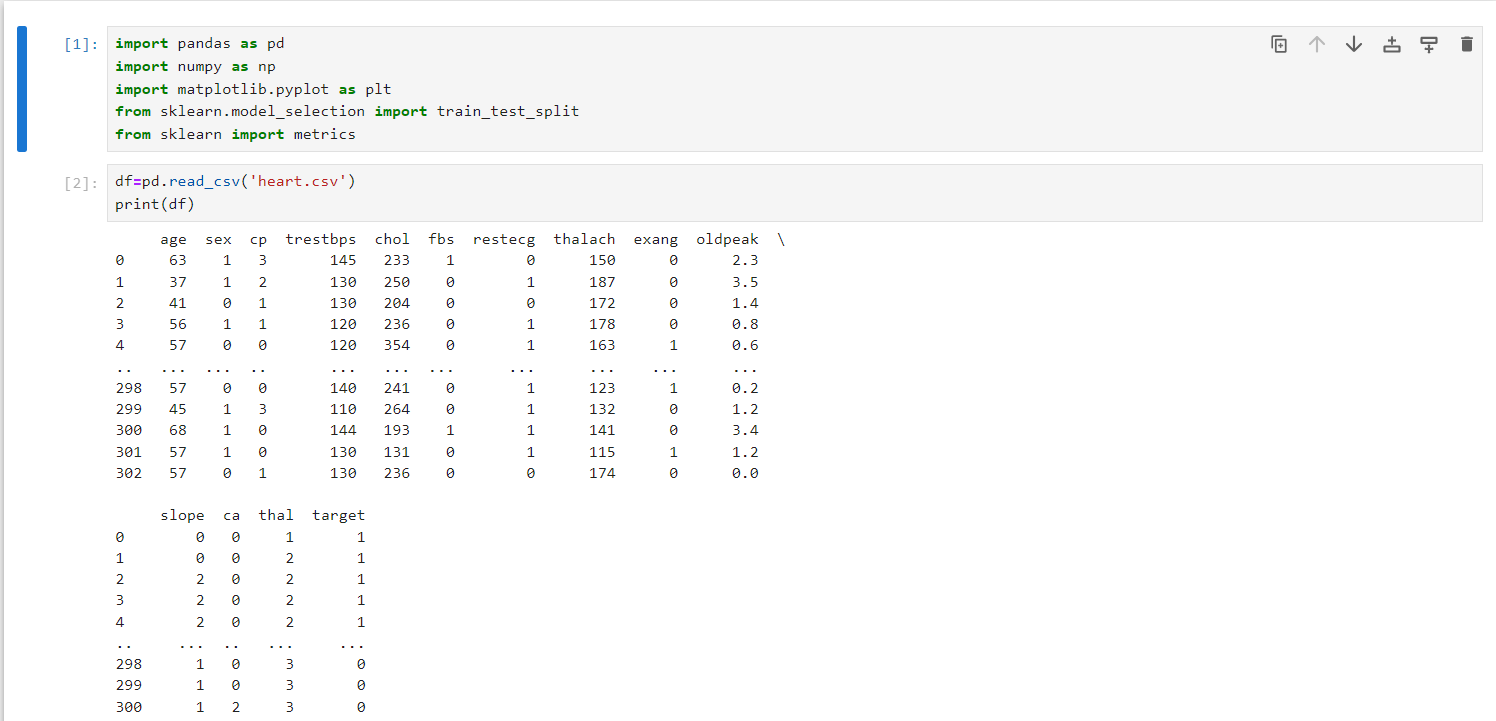 [1]: import pandas as pd
import numpy as np
import matplotlib.pyplot as plt
from sklearn.model_selection import train_test_split
from sklearn import metrics
[2]: df=pd.read_csv('heart.csv')
print(df)
age sex cp trestbps chol fbs restecg thalach exang oldpeak \
0 63 1 3 145 233 1 0 150 0 2.3
1 37 1 2 130 250 0 1 187 0 3.5
2 41 0 1 130 204 0 0 172 0 1.4
3 56 1 1 120 236 0 1 178 0 0.8
4 57 0 0 120 354 0 1 163 1 0.6
.. ... ... .. ... ... ... ... ... ... ...
298 57 0 0 140 241 0 1 123 1 0.2
299 45 1 3 110 264 0 1 132 0 1.2
300 68 1 0 144 193 1 1 141 0 3.4
301 57 1 0 130 131 0 1 115 1 1.2
302 57 0 1 130 236 0 0 174 0 0.0
slope ca thal target
0 0 0 1 1
1 0 0 2 1
2 2 0 2 1
3 2 0 2 1
4 2 0 2 1
.. ... .. ... ...
298 1 0 3 0
299 1 0 3 0
300 1 2 3 0